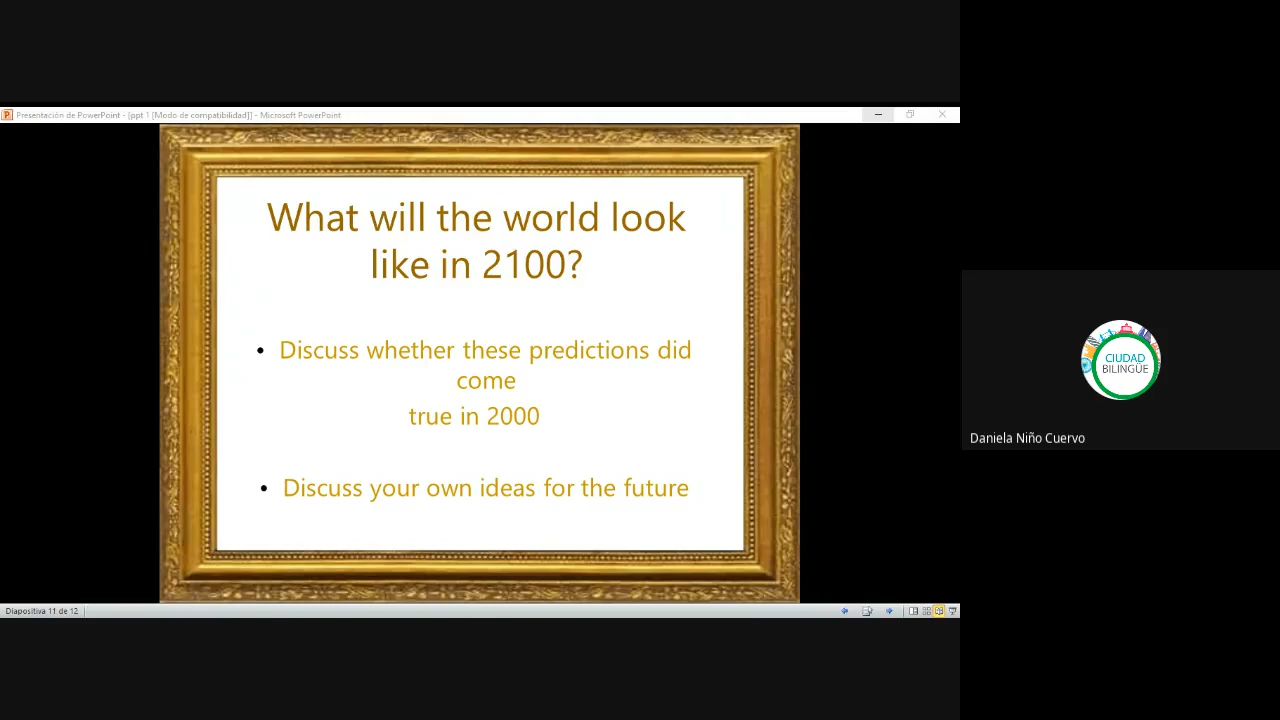 Presentación de PowerPoint - [ppt 1 [Modo de compatibilidad]] - Microsoft PowerPoint
What will the world look
like in 2100?
• Discuss whether these predictions did
come
true in 2000
• Discuss your own ideas for the future
Diapositiva 11 de 12
CIUDAD
BILINGÜE
Daniela Niño Cuervo